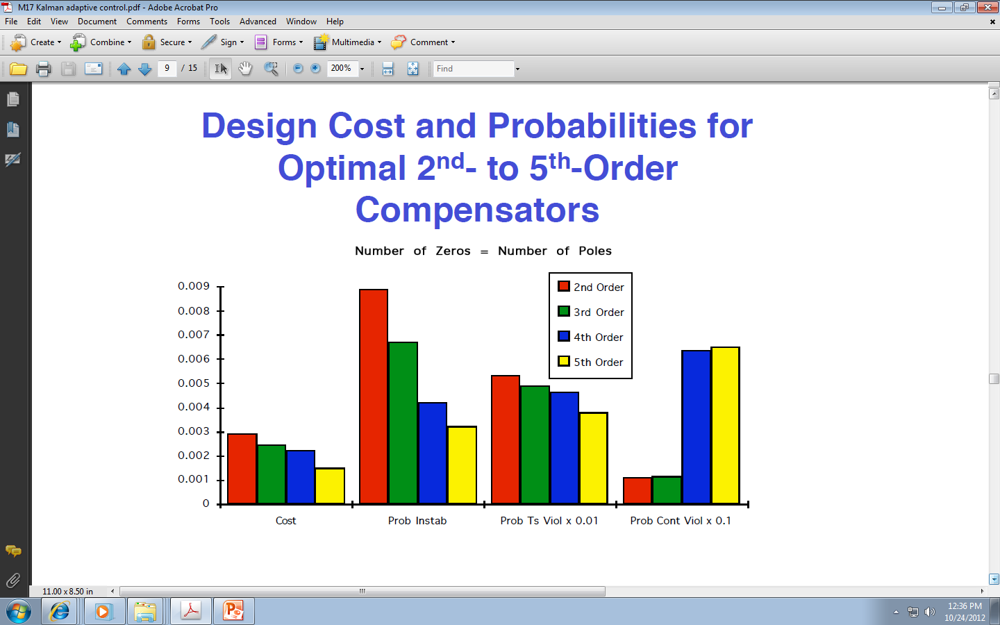 M17 Kalman adaptive control.pdf - Adobe Acrobat Pro
File Edit View Document Comments Forms Tools Advanced Window Help
Create Combine Secure Sign Forms Multimedia Comment
9 / 15 200% Find
Design Cost and Probabilities for
Optimal 2nd- to 5th-Order
Compensators
Number of Zeros = Number of Poles
2nd Order
3rd Order
4th Order
5th Order
0.009
0.008
0.007
0.006
0.005
0.004
0.003
0.002
0.001
0
Cost Prob Instab Prob Ts Viol x 0.01 Prob Cont Viol x 0.1
11.00 x 8.50 in
12:36 PM
10/24/2012